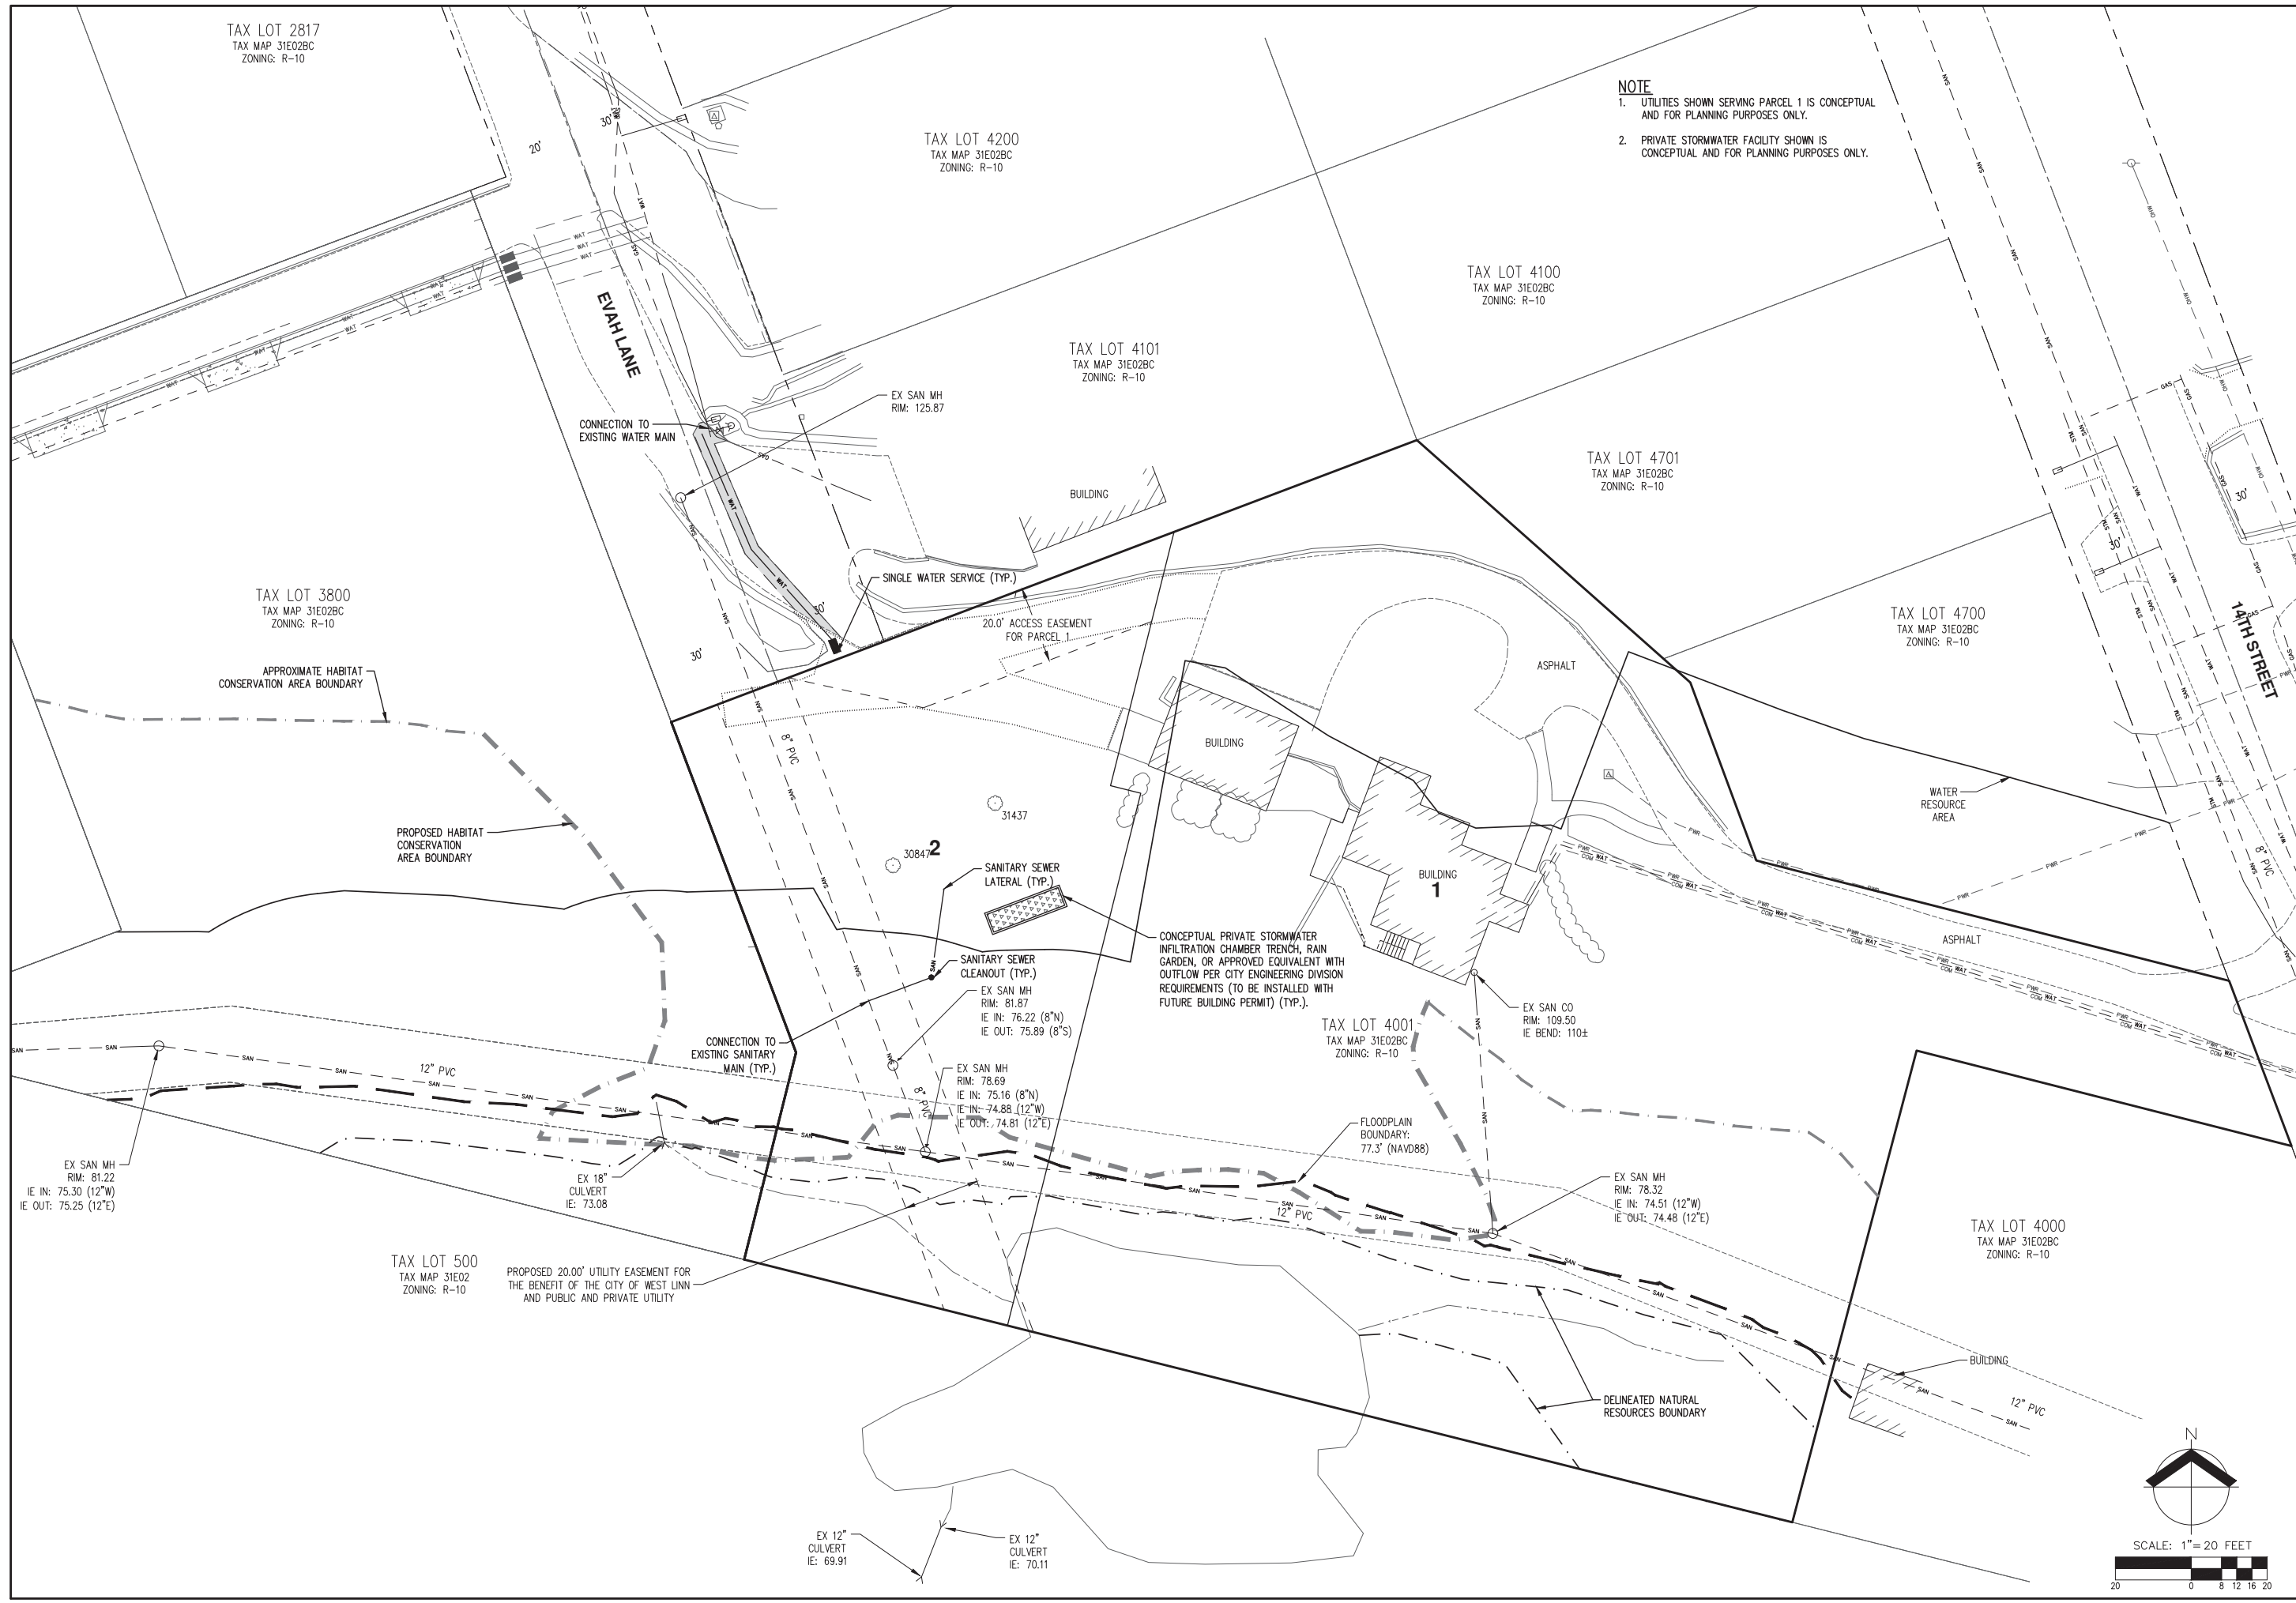 TAX LOT 2817
TAX MAP 31E02BC
ZONING: R-10
20'
30'
TAX LOT 4200
TAX MAP 31E02BC
ZONING: R-10
NOTE
1. UTILITIES SHOWN SERVING PARCEL 1 IS CONCEPTUAL
AND FOR PLANNING PURPOSES ONLY.
2. PRIVATE STORMWATER FACILITY SHOWN IS
CONCEPTUAL AND FOR PLANNING PURPOSES ONLY.
TAX LOT 4100
TAX MAP 31E02BC
ZONING: R-10
EVAH LANE
TAX LOT 4101
TAX MAP 31E02BC
ZONING: R-10
EX SAN MH
RIM: 125.87
CONNECTION TO
EXISTING WATER MAIN
BUILDING
TAX LOT 4701
TAX MAP 31E02BC
ZONING: R-10
30'
30'
14TH STREET
TAX LOT 3800
TAX MAP 31E02BC
ZONING: R-10
SINGLE WATER SERVICE (TYP.)
30'
30'
20.0' ACCESS EASEMENT
FOR PARCEL 1
TAX LOT 4700
TAX MAP 31E02BC
ZONING: R-10
ASPHALT
APPROXIMATE HABITAT
CONSERVATION AREA BOUNDARY
8" PVC
BUILDING
WATER
RESOURCE
AREA
31437
PROPOSED HABITAT
CONSERVATION
AREA BOUNDARY
30847
2
SANITARY SEWER
LATERAL (TYP.)
BUILDING
1
8" PVC
ASPHALT
CONCEPTUAL PRIVATE STORMWATER
INFILTRATION CHAMBER TRENCH, RAIN
GARDEN, OR APPROVED EQUIVALENT WITH
OUTFLOW PER CITY ENGINEERING DIVISION
REQUIREMENTS (TO BE INSTALLED WITH
FUTURE BUILDING PERMIT) (TYP.).
SANITARY SEWER
CLEANOUT (TYP.)
EX SAN MH
RIM: 81.87
IE IN: 76.22 (8"N)
IE OUT: 75.89 (8"S)
EX SAN CO
RIM: 109.50
IE BEND: 110±
TAX LOT 4001
TAX MAP 31E02BC
ZONING: R-10
CONNECTION TO
EXISTING SANITARY
MAIN (TYP.)
12" PVC
8" PVC
EX SAN MH
RIM: 78.69
IE IN: 75.16 (8"N)
IE IN: 74.88 (12"W)
IE OUT: 74.81 (12"E)
FLOODPLAIN
BOUNDARY:
77.3' (NAVD88)
EX SAN MH
RIM: 81.22
IE IN: 75.30 (12"W)
IE OUT: 75.25 (12"E)
EX 18"
CULVERT
IE: 73.08
12" PVC
EX SAN MH
RIM: 78.32
IE IN: 74.51 (12"W)
IE OUT: 74.48 (12"E)
TAX LOT 4000
TAX MAP 31E02BC
ZONING: R-10
TAX LOT 500
TAX MAP 31E02
ZONING: R-10
PROPOSED 20.00' UTILITY EASEMENT FOR
THE BENEFIT OF THE CITY OF WEST LINN
AND PUBLIC AND PRIVATE UTILITY
BUILDING
12" PVC
DELINEATED NATURAL
RESOURCES BOUNDARY
EX 12"
CULVERT
IE: 69.91
EX 12"
CULVERT
IE: 70.11
N
SCALE: 1"= 20 FEET
20 0 8 12 16 20